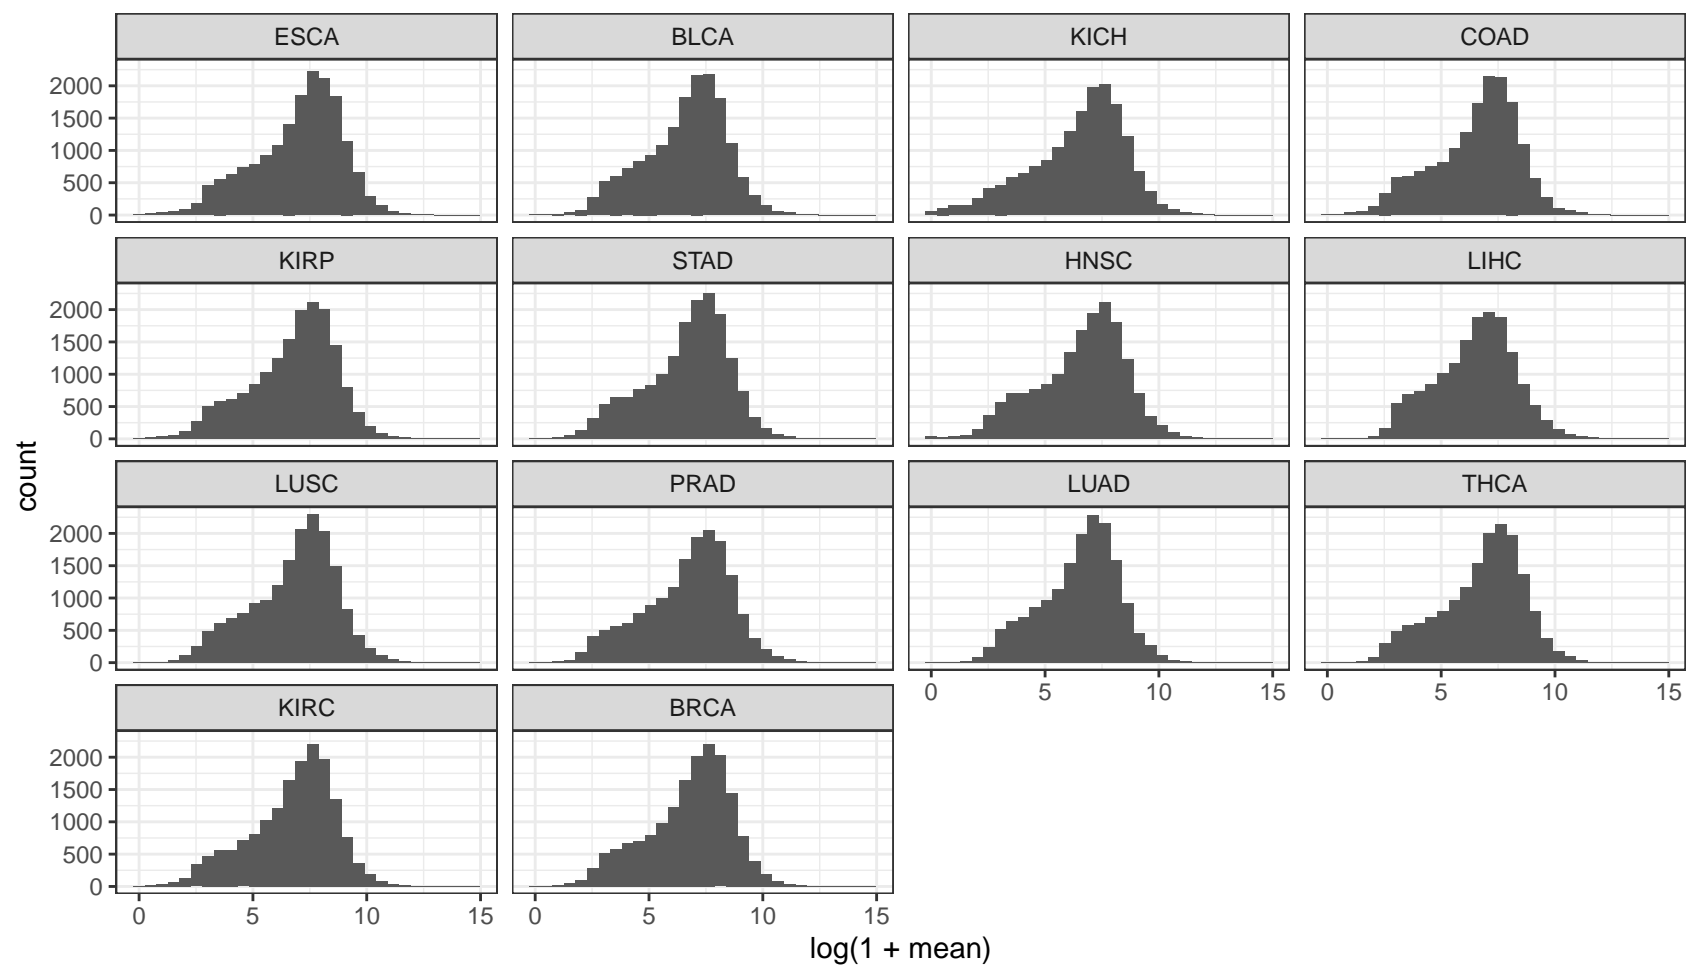 ESCA BLCA KICH COAD
2000
1500
1000
500
0
KIRP STAD HNSC LIHC
2000
1500
1000
500
0
LUSC PRAD LUAD THCA
2000
1500
1000
500
0
0 5 10 15 0 5 10 15
KIRC BRCA
2000
1500
1000
500
0
0 5 10 15 0 5 10 15
count
log(1 + mean)